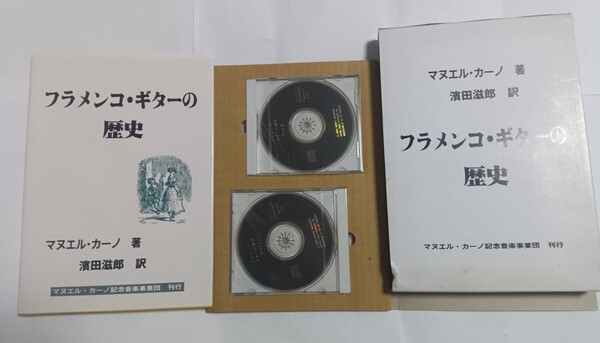 フラメンコ・ギターの
歴史
マヌエル・カーノ 著
濱田滋郎 訳
マヌエル・カーノ記念音楽事業団 刊行
マヌエル・カーノ 著
濱田滋郎 訳
フラメンコ・ギターの
歴史
マヌエル・カーノ記念音楽事業団 刊行